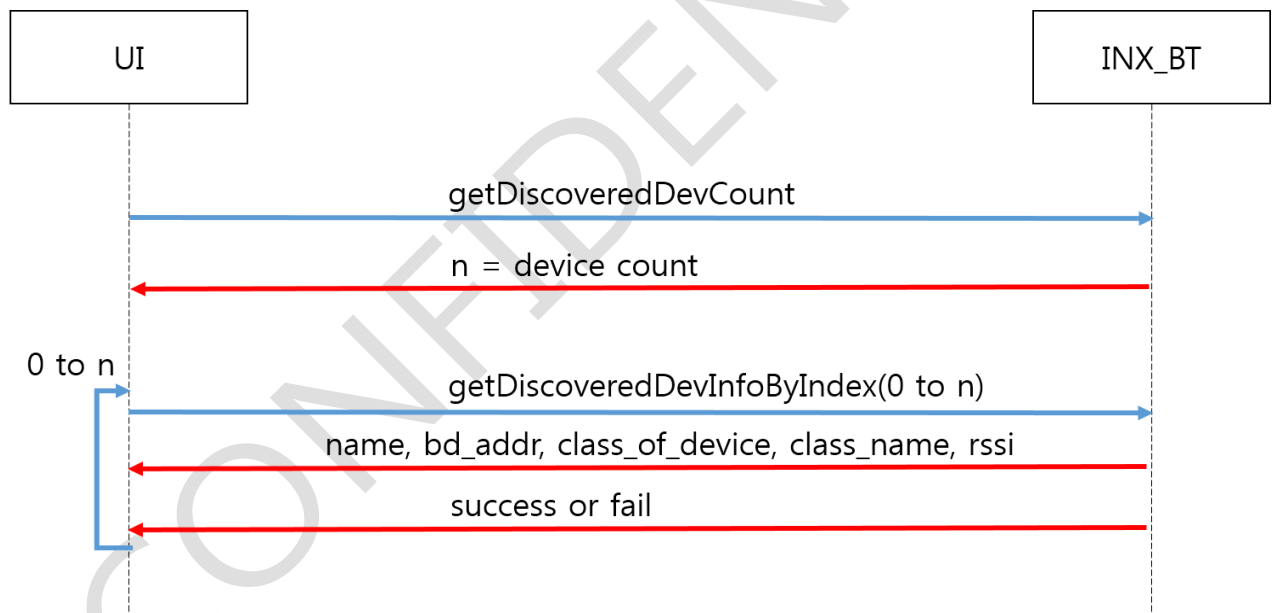 UI
INX_BT
getDiscoveredDevCount
n = device count
0 to n
getDiscoveredDevInfoByIndex(0 to n)
name, bd_addr, class_of_device, class_name, rssi
success or fail
CONFIDEN